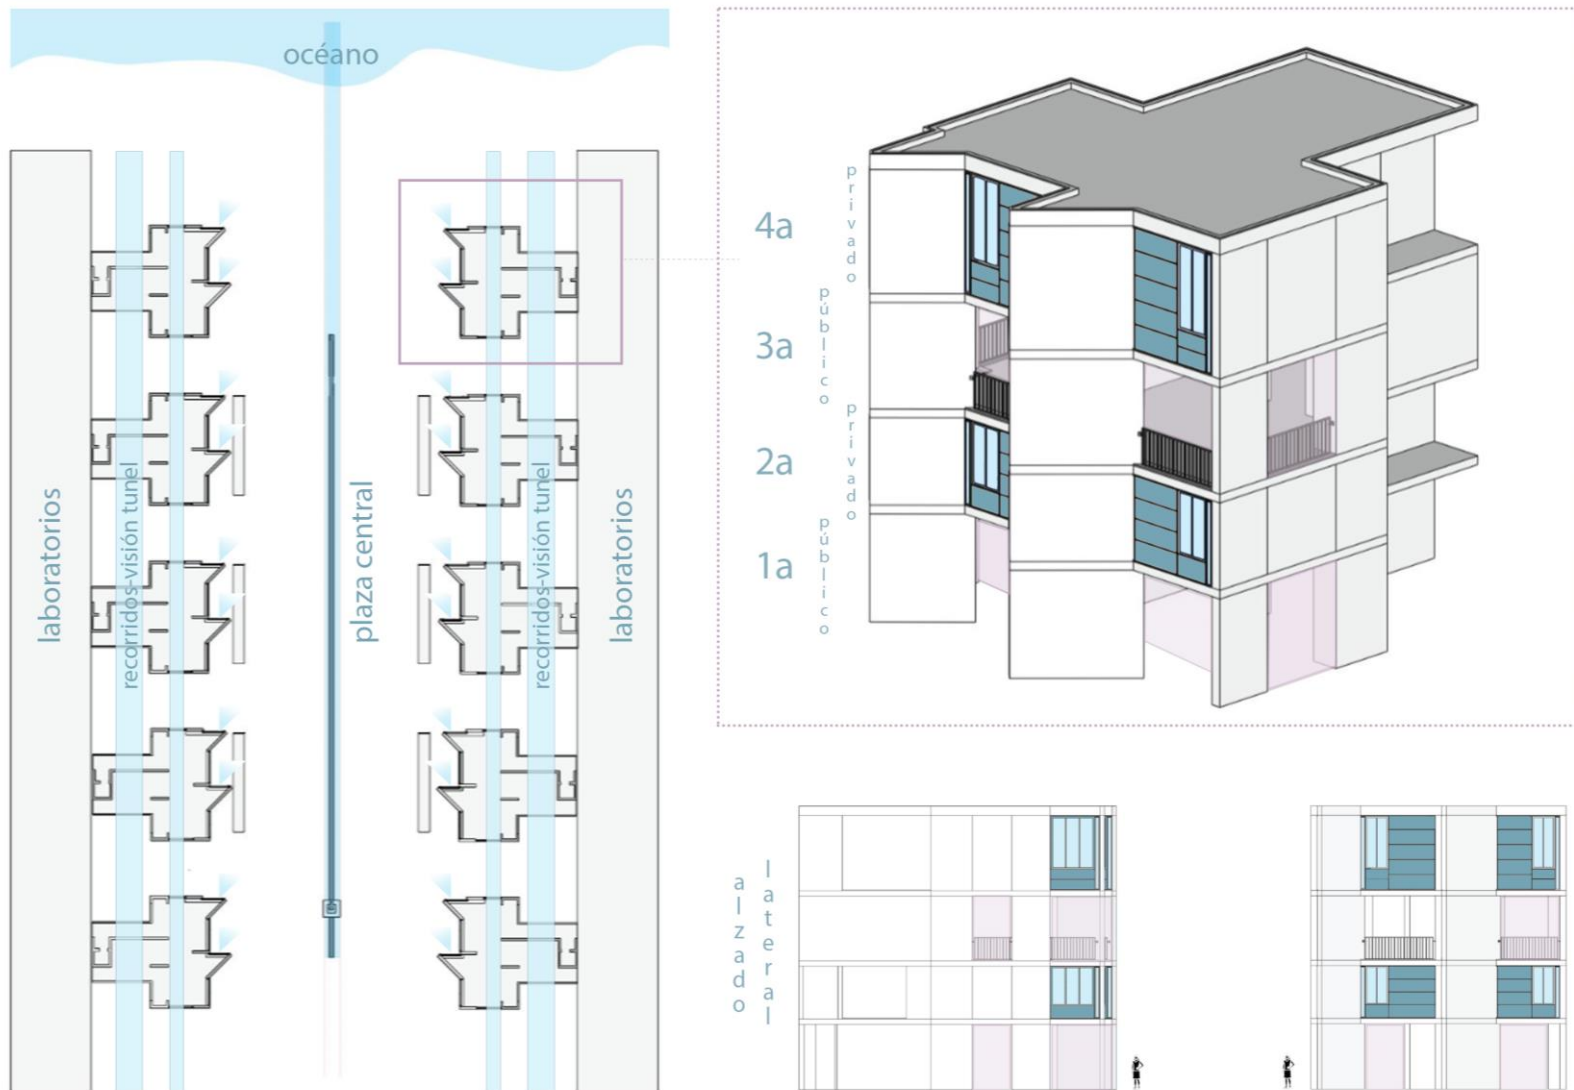 océano
laboratorios
recorridos-visión tunel
plaza central
recorridos-visión tunel
laboratorios
4a
privado
3a
público
2a
privado
1a
público
alzado
lateral